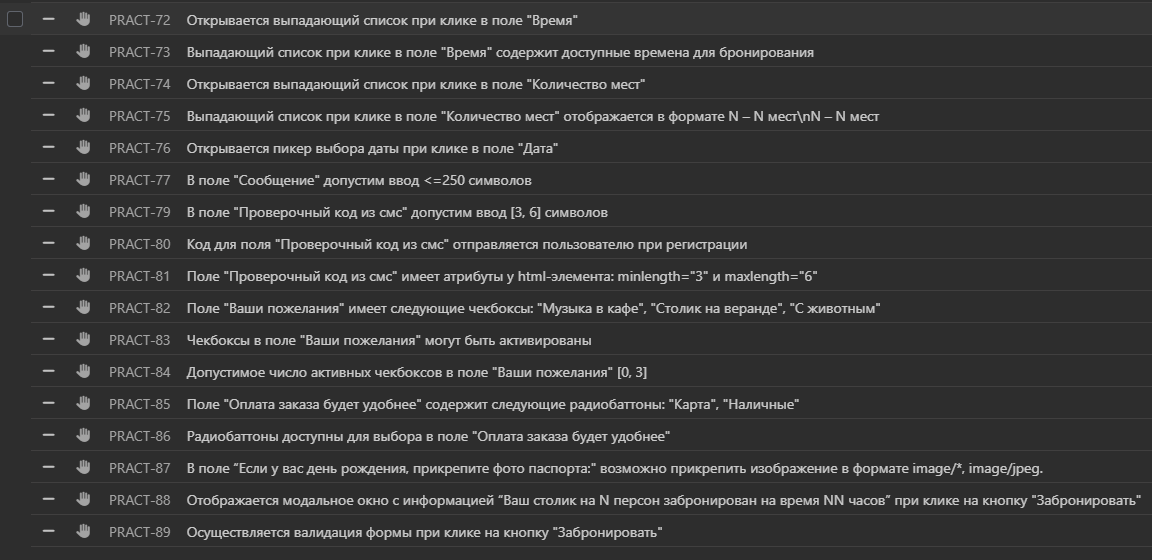 PRACT-72 Открывается выпадающий список при клике в поле "Время"
PRACT-73 Выпадающий список при клике в поле "Время" содержит доступные времена для бронирования
PRACT-74 Открывается выпадающий список при клике в поле "Количество мест"
PRACT-75 Выпадающий список при клике в поле "Количество мест" отображается в формате N – N мест\nN – N мест
PRACT-76 Открывается пикер выбора даты при клике в поле "Дата"
PRACT-77 В поле "Сообщение" допустим ввод <=250 символов
PRACT-79 В поле "Проверочный код из смс" допустим ввод [3, 6] символов
PRACT-80 Код для поля "Проверочный код из смс" отправляется пользователю при регистрации
PRACT-81 Поле "Проверочный код из смс" имеет атрибуты у html-элемента: minlength="3" и maxlength="6"
PRACT-82 Поле "Ваши пожелания" имеет следующие чекбоксы: "Музыка в кафе", "Столик на веранде", "С животным"
PRACT-83 Чекбоксы в поле "Ваши пожелания" могут быть активированы
PRACT-84 Допустимое число активных чекбоксов в поле "Ваши пожелания" [0, 3]
PRACT-85 Поле "Оплата заказа будет удобнее" содержит следующие радиобаттоны: "Карта", "Наличные"
PRACT-86 Радиобаттоны доступны для выбора в поле "Оплата заказа будет удобнее"
PRACT-87 В поле “Если у вас день рождения, прикрепите фото паспорта:" возможно прикрепить изображение в формате image/*, image/jpeg.
PRACT-88 Отображается модальное окно с информацией “Ваш столик на N персон забронирован на время NN часов” при клике на кнопку "Забронировать"
PRACT-89 Осуществляется валидация формы при клике на кнопку "Забронировать"